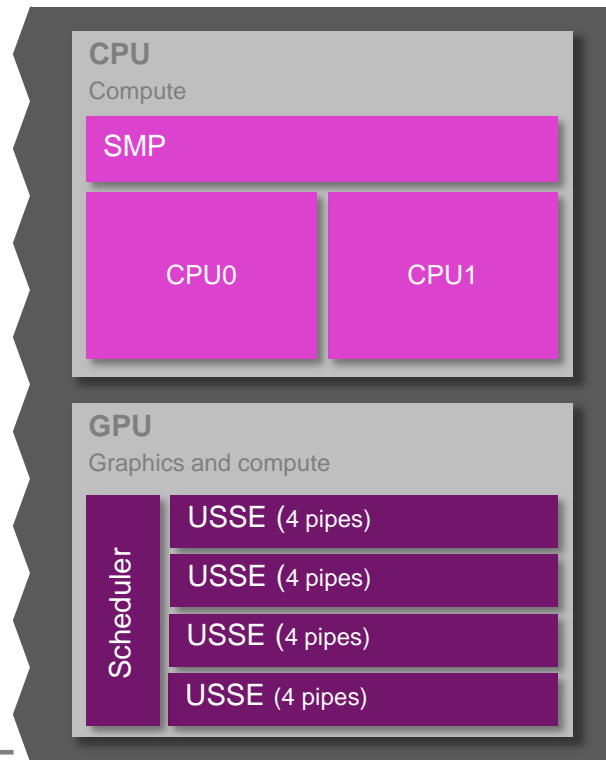 CPU
Compute
SMP
CPU0
CPU1
GPU
Graphics and compute
Scheduler
USSE (4 pipes)
USSE (4 pipes)
USSE (4 pipes)
USSE (4 pipes)